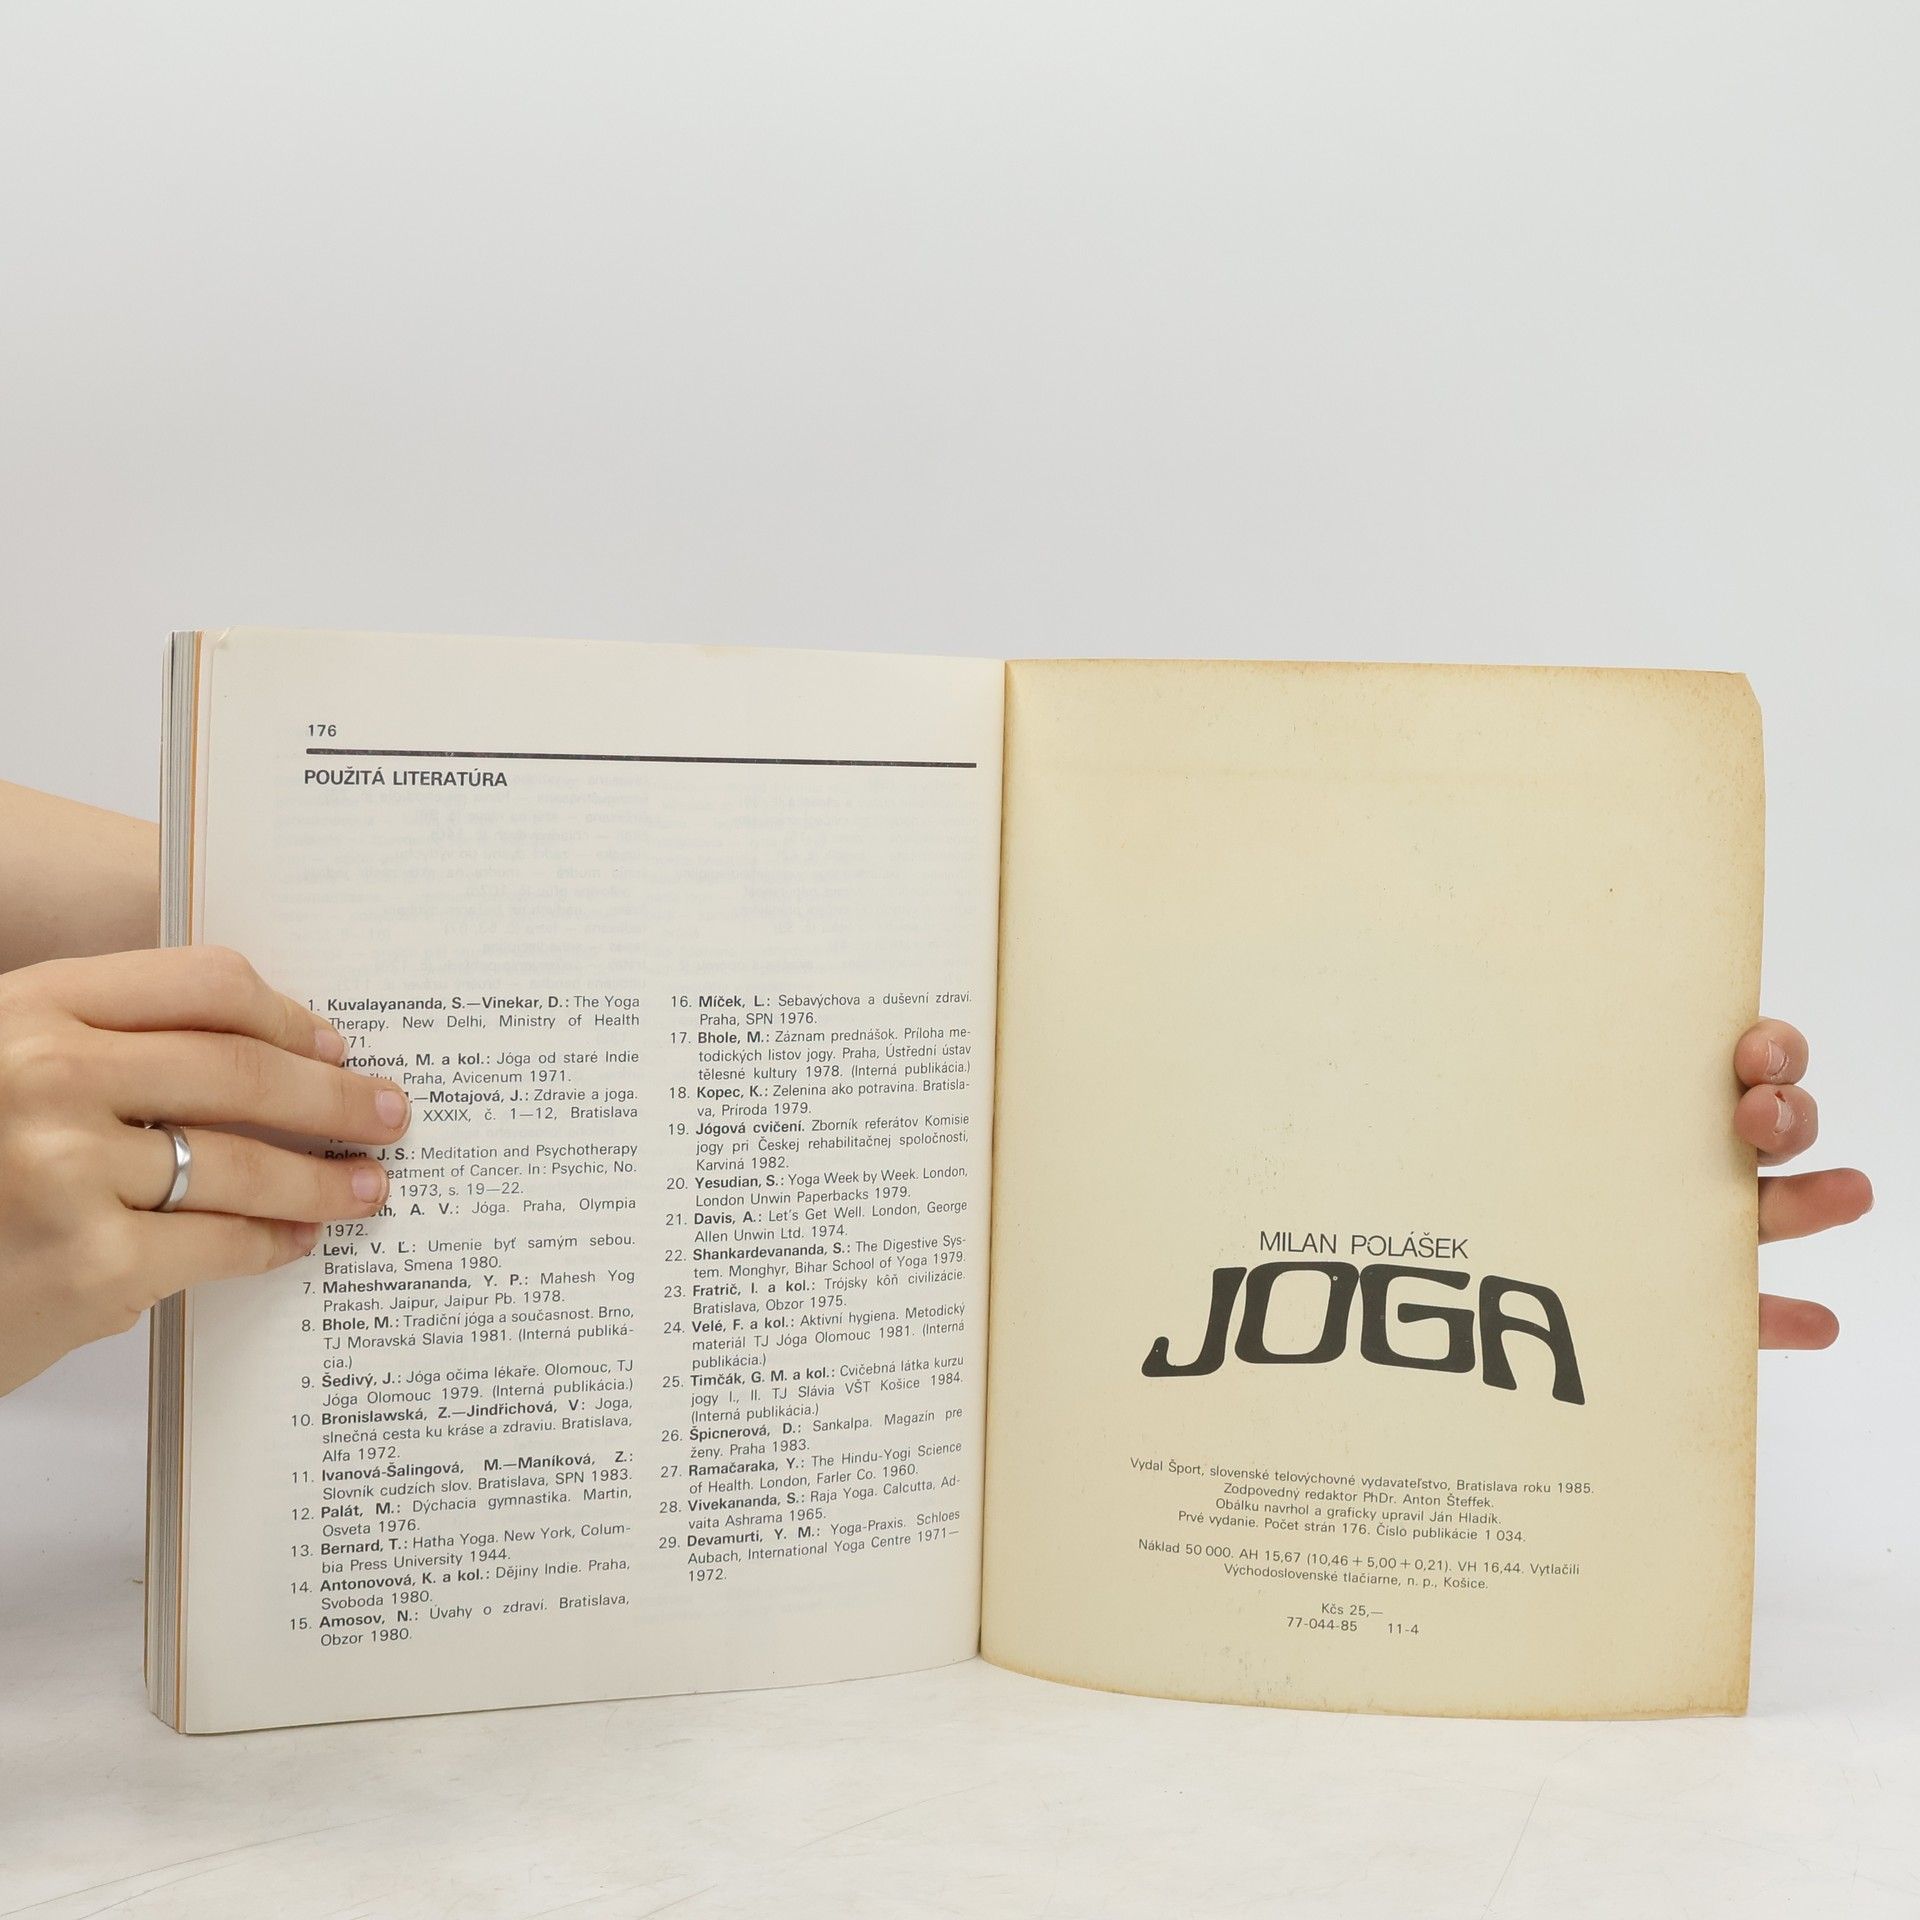 176
POUŽITÁ LITERATÚRA
1. Kuvalayananda, S.—Vinekar, D.: The Yoga
Therapy. New Delhi, Ministry of Health
71.
rtoňová, M. a kol.: Jóga od staré Indie
Praha, Avicenum 1971.
—Motajová, J.: Zdravie a joga.
XXXIX, č. 1—12, Bratislava
Bolen, J. S.: Meditation and Psychotherapy
reatment of Cancer. In: Psychic, No.
1973, s. 19—22.
th, A. V.: Jóga. Praha, Olympia
1972.
Levi, V. Ľ.: Umenie byť samým sebou.
Bratislava, Smena 1980.
7. Maheshwarananda, Y. P.: Mahesh Yog
Prakash. Jaipur, Jaipur Pb. 1978.
8. Bhole, M.: Tradiční jóga a současnost. Brno,
TJ Moravská Slavia 1981. (Interná publiká-
cia.)
9. Šedivý, J.: Jóga očima lékaře. Olomouc, TJ
Jóga Olomouc 1979. (Interná publikácia.)
10. Bronislawská, Z.—Jindřichová, V: Joga,
slnečná cesta ku kráse a zdraviu. Bratislava,
Alfa 1972.
11. Ivanová-Šalingová, M.—Maníková, Z.:
Slovník cudzích slov. Bratislava, SPN 1983.
12. Palát, M.: Dýchacia gymnastika. Martin,
Osveta 1976.
13. Bernard, T.: Hatha Yoga. New York, Colum-
bia Press University 1944.
14. Antonovová, K. a kol.: Dějiny Indie. Praha,
Svoboda 1980.
15. Amosov, N.: Úvahy o zdraví. Bratislava,
Obzor 1980.
16. Míček, L.: Sebavýchova a duševní zdraví.
Praha, SPN 1976.
17. Bhole, M.: Záznam prednášok. Príloha me-
todických listov jogy. Praha, Ústřední ústav
tělesné kultury 1978. (Interná publikácia.)
18. Kopec, K.: Zelenina ako potravina. Bratisla-
va, Príroda 1979.
19. Jógová cvičení. Zborník referátov Komisie
jogy pri Českej rehabilitačnej spoločnosti,
Karviná 1982.
20. Yesudian, S.: Yoga Week by Week. London,
London Unwin Paperbacks 1979.
21. Davis, A.: Let's Get Well. London, George
Allen Unwin Ltd. 1974.
22. Shankardevananda, S.: The Digestive Sys-
tem. Monghyr, Bihar School of Yoga 1979.
23. Fratrič, I. a kol.: Trójsky kôň civilizácie.
Bratislava, Obzor 1975.
24. Velé, F. a kol.: Aktivní hygiena. Metodický
materiál TJ Jóga Olomouc 1981. (Interná
publikácia.)
25. Timčák, G. M. a kol.: Cvičebná látka kurzu
jogy I., II. TJ Slávia VŠT Košice 1984.
(Interná publikácia.)
26. Špicnerová, D.: Sankalpa. Magazin pre
ženy. Praha 1983.
27. Ramačaraka, Y.: The Hindu-Yogi Science
of Health. London, Farler Co. 1960.
28. Vivekananda, S.: Raja Yoga. Calcutta, Ad-
vaita Ashrama 1965.
29. Devamurti, Y. M.: Yoga-Praxis. Schloes
Aubach, International Yoga Centre 1971—
1972.
MILAN POLÁŠEK
JOGA
Vydal Šport, slovenské telovýchovné vydavateľstvo, Bratislava roku 1985.
Zodpovedný redaktor PhDr. Anton Šteffek.
Obálku navrhol a graficky upravil Ján Hladík.
Prvé vydanie. Počet strán 176. Číslo publikácie 1 034.
Náklad 50 000. AH 15,67 (10,46 + 5,00 + 0,21). VH 16,44. Vytlačili
Východoslovenské tlačiarne, n. p., Košice.
Kčs 25,—
77-044-85 11-4